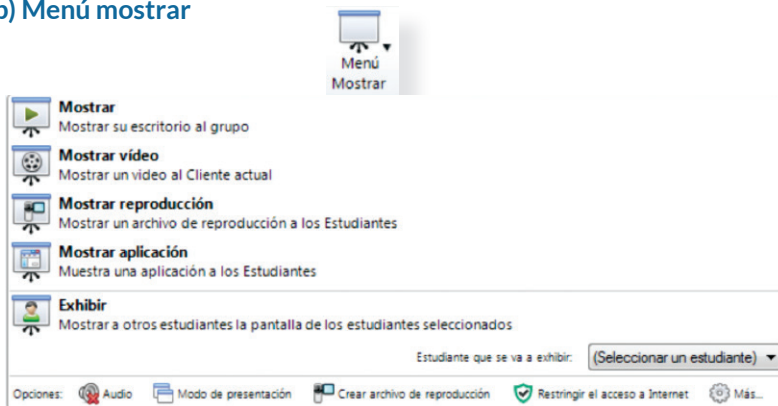 b) Menú mostrar
Menú
Mostrar
Mostrar
Mostrar su escritorio al grupo
Mostrar vídeo
Mostrar un video al Cliente actual
Mostrar reproducción
Mostrar un archivo de reproducción a los Estudiantes
Mostrar aplicación
Muestra una aplicación a los Estudiantes
Exhibir
Mostrar a otros estudiantes la pantalla de los estudiantes seleccionados
Estudiante que se va a exhibir: (Seleccionar un estudiante)
Opciones: Audio Modo de presentación Crear archivo de reproducción Restringir el acceso a Internet Más...